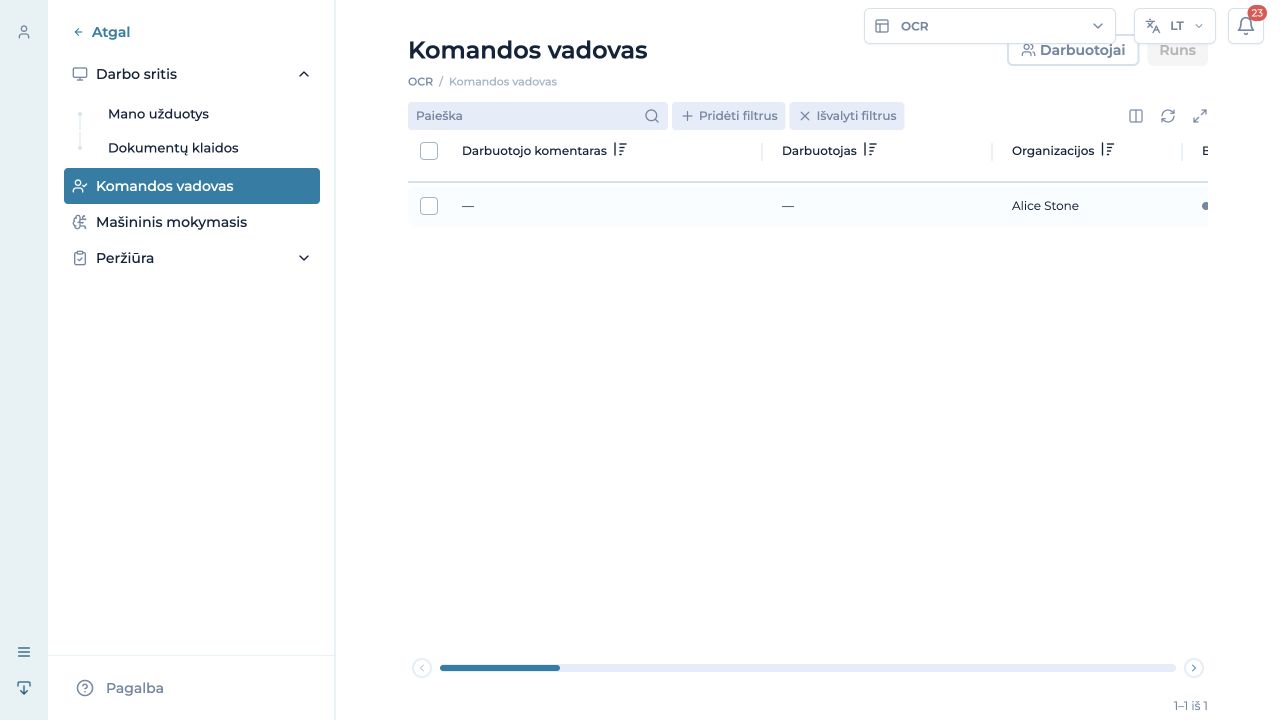 Atgal
Darbo sritis
Mano užduotys
Dokumentų klaidos
Komandos vadovas
Mašininis mokymasis
Peržiūra
Pagalba
OCR
LT
23
Komandos vadovas
Darbuotojai
Runs
OCR / Komandos vadovas
Paieška
Pridėti filtrus
Išvalyti filtrus
Darbuotojo komentaras
Darbuotojas
Organizacijos
— — Alice Stone
1–1 iš 1